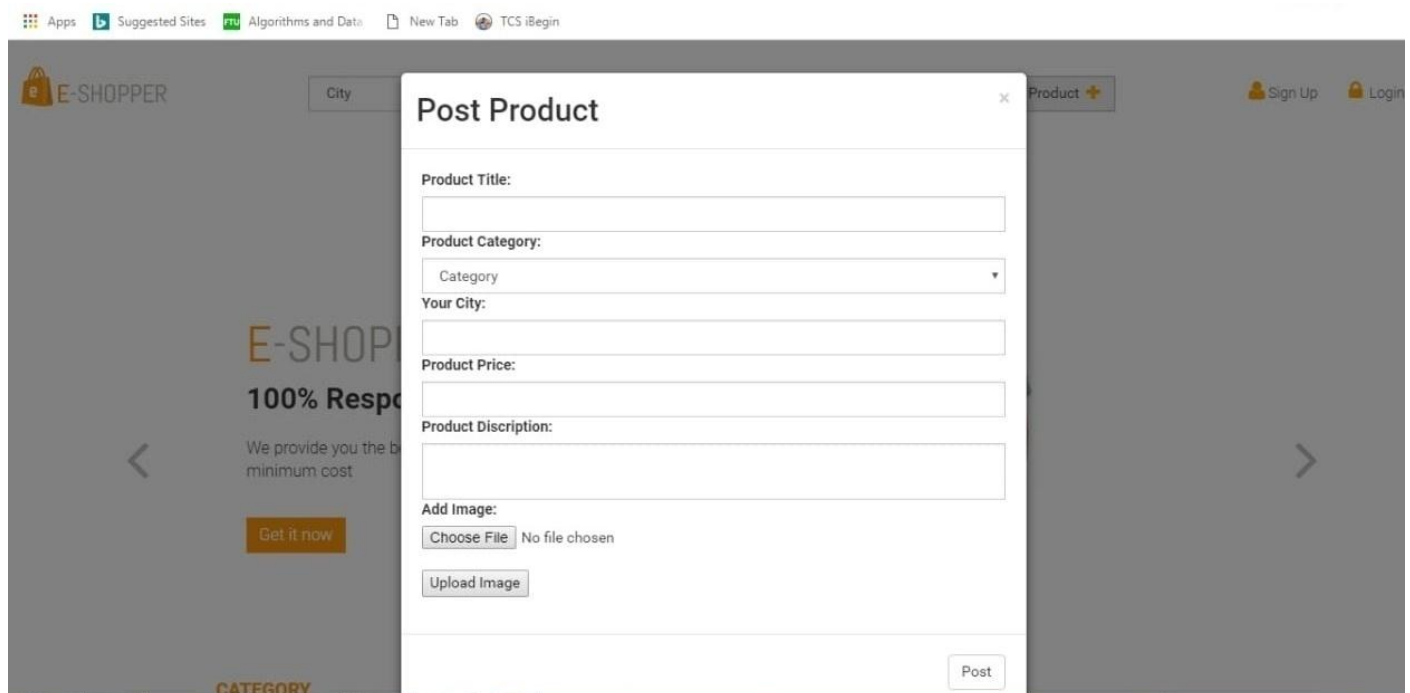 Apps Suggested Sites FTU Algorithms and Data New Tab TCS iBegin
E-SHOPPER City Product Sign Up Login
Post Product ×
Product Title:
Product Category:
Category
Your City:
Product Price:
Product Discription:
Add Image:
Choose File No file chosen
Upload Image
Post
E-SHOP
100% Respo
We provide you the b
minimum cost
Get it now
CATEGORY